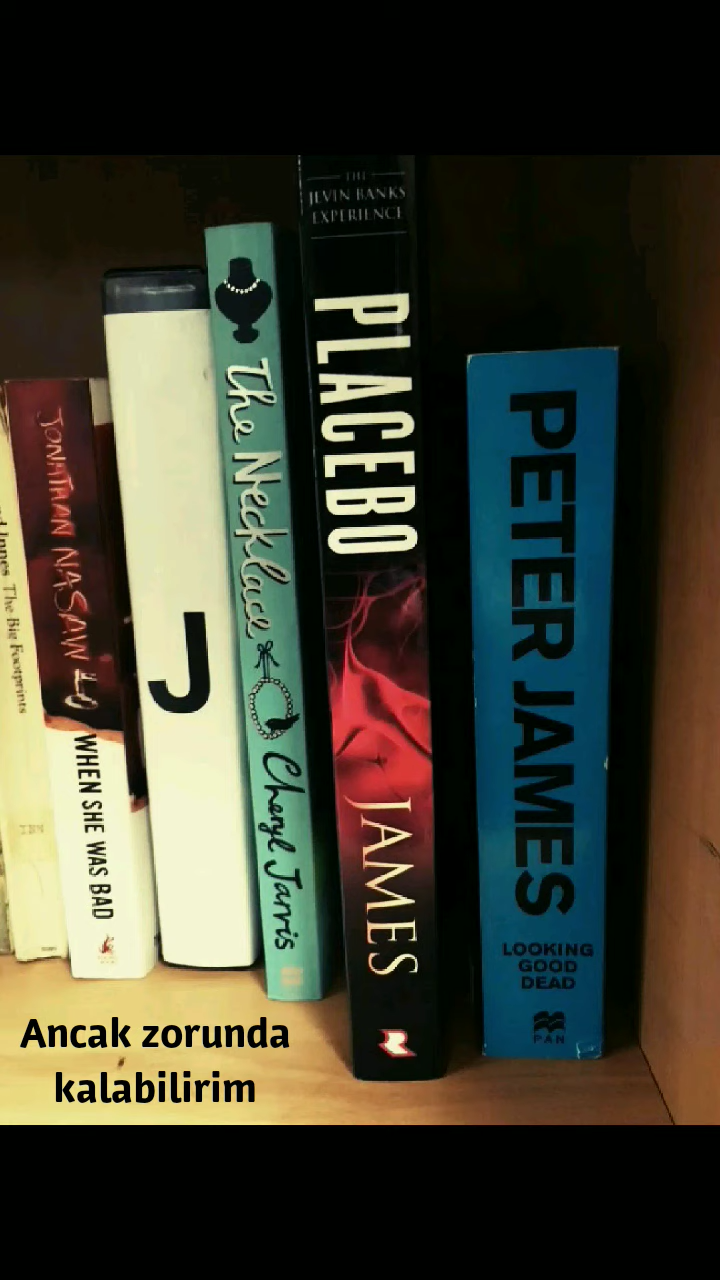 The Big Footprints
JONATHAN NASAW
WHEN SHE WAS BAD
J
The Necklace
Cheryl Jarvis
THE
JEVIN BANKS
EXPERIENCE
PLACEBO
JAMES
PETER JAMES
LOOKING
GOOD
DEAD
PAN
Ancak zorunda
kalabilirim